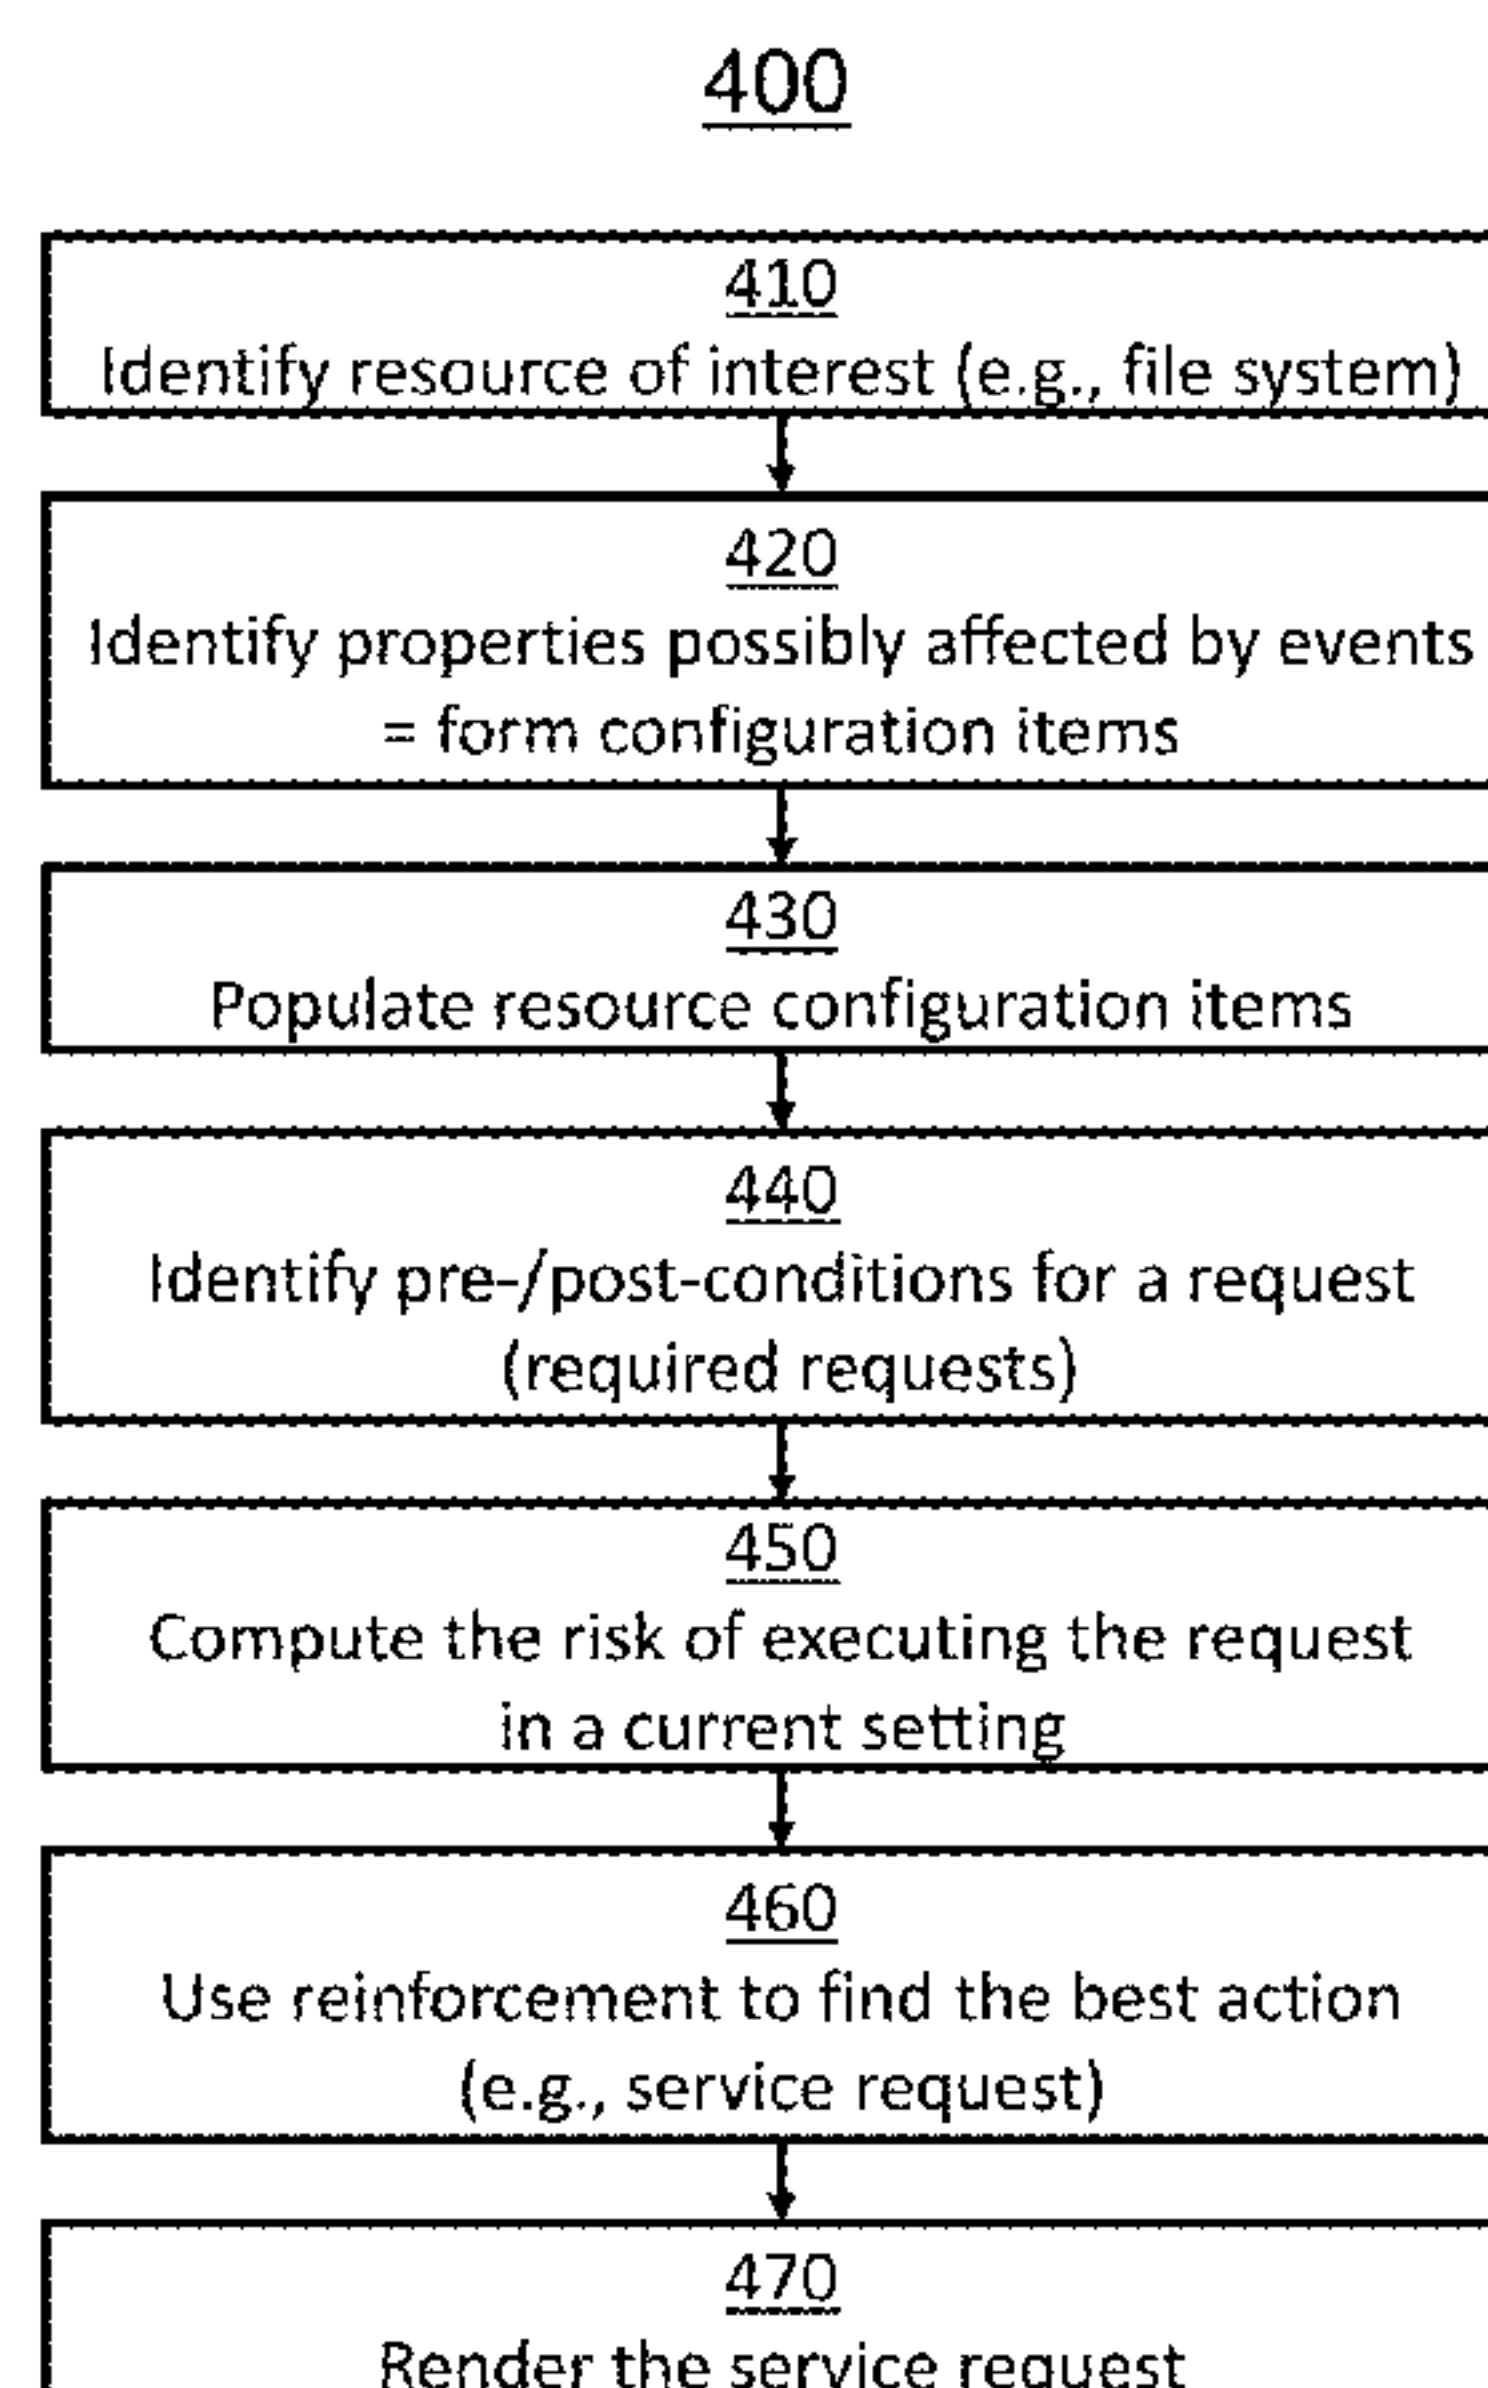 400
410
Identify resource of interest (e.g., file system)
420
Identify properties possibly affected by events
= form configuration items
430
Populate resource configuration items
440
Identify pre-/post-conditions for a request
(required requests)
450
Compute the risk of executing the request
in a current setting
460
Use reinforcement to find the best action
(e.g., service request)
470
Render the service request